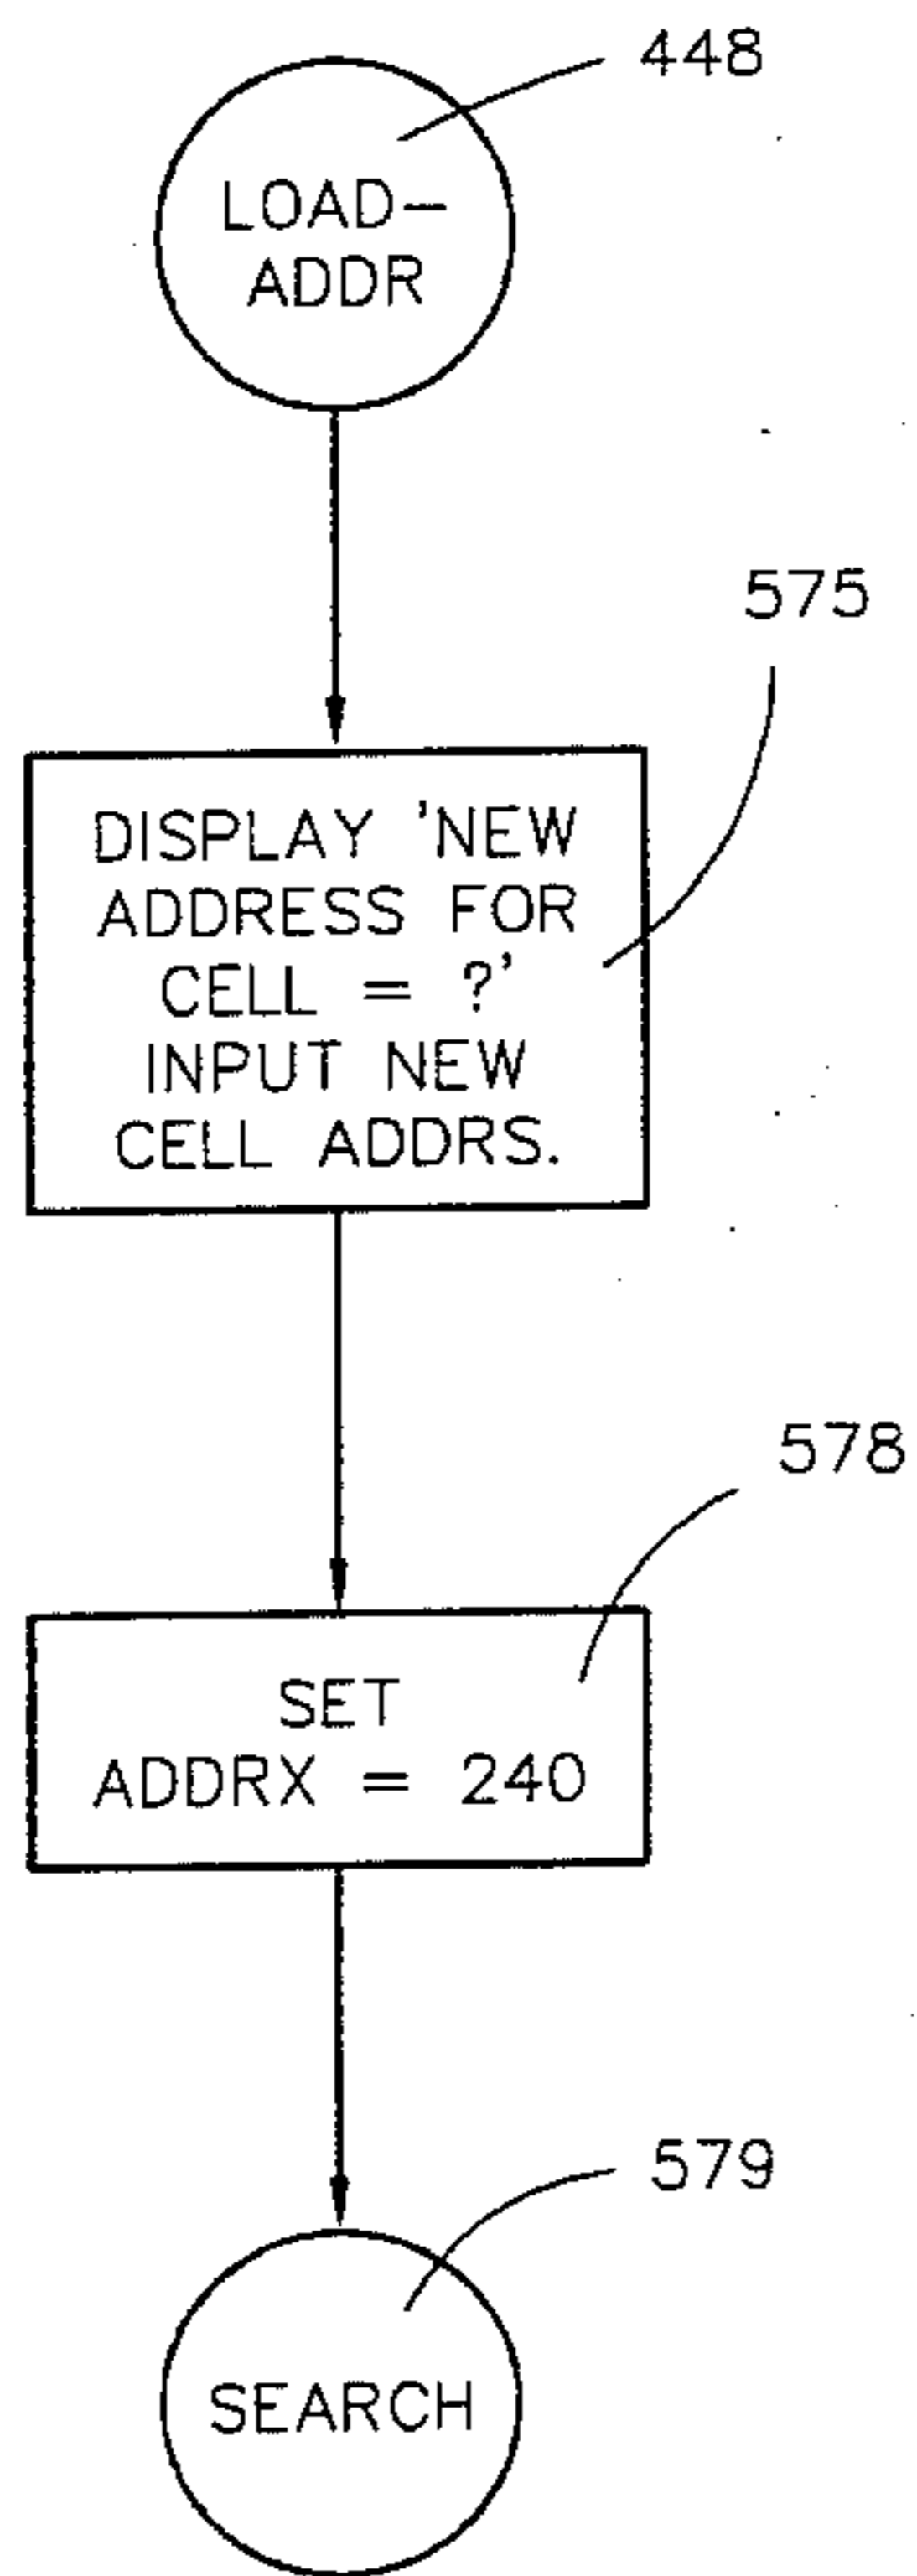 448
LOAD-
ADDR
575
DISPLAY 'NEW
ADDRESS FOR
CELL = ?'
INPUT NEW
CELL ADDRS.
578
SET
ADDRX = 240
579
SEARCH